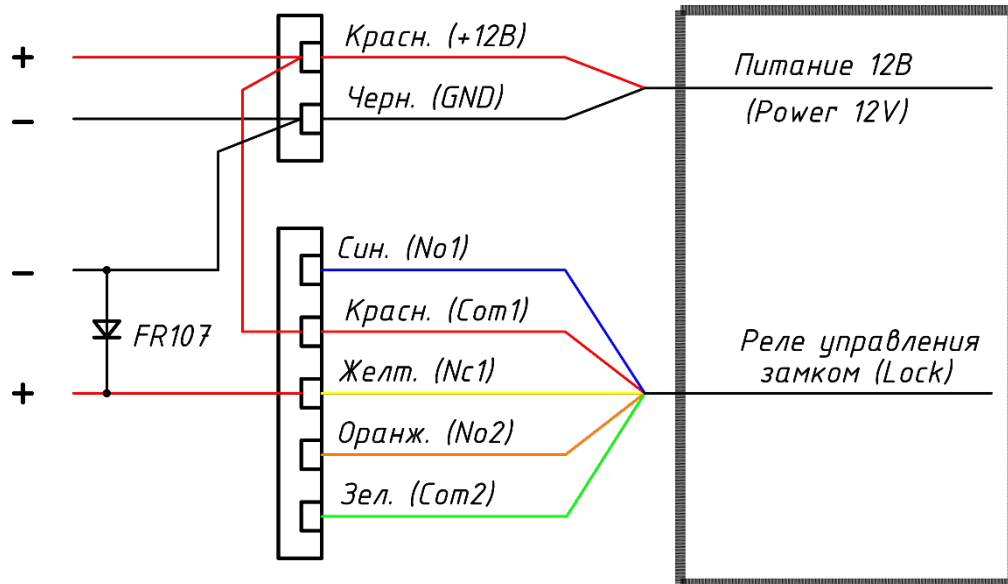 +
Красн. (+12В)
–
Черн. (GND)
Питание 12В
(Power 12V)
–
FR107
+
Син. (No1)
Красн. (Com1)
Желт. (Nc1)
Оранж. (No2)
Зел. (Com2)
Реле управления
замком (Lock)